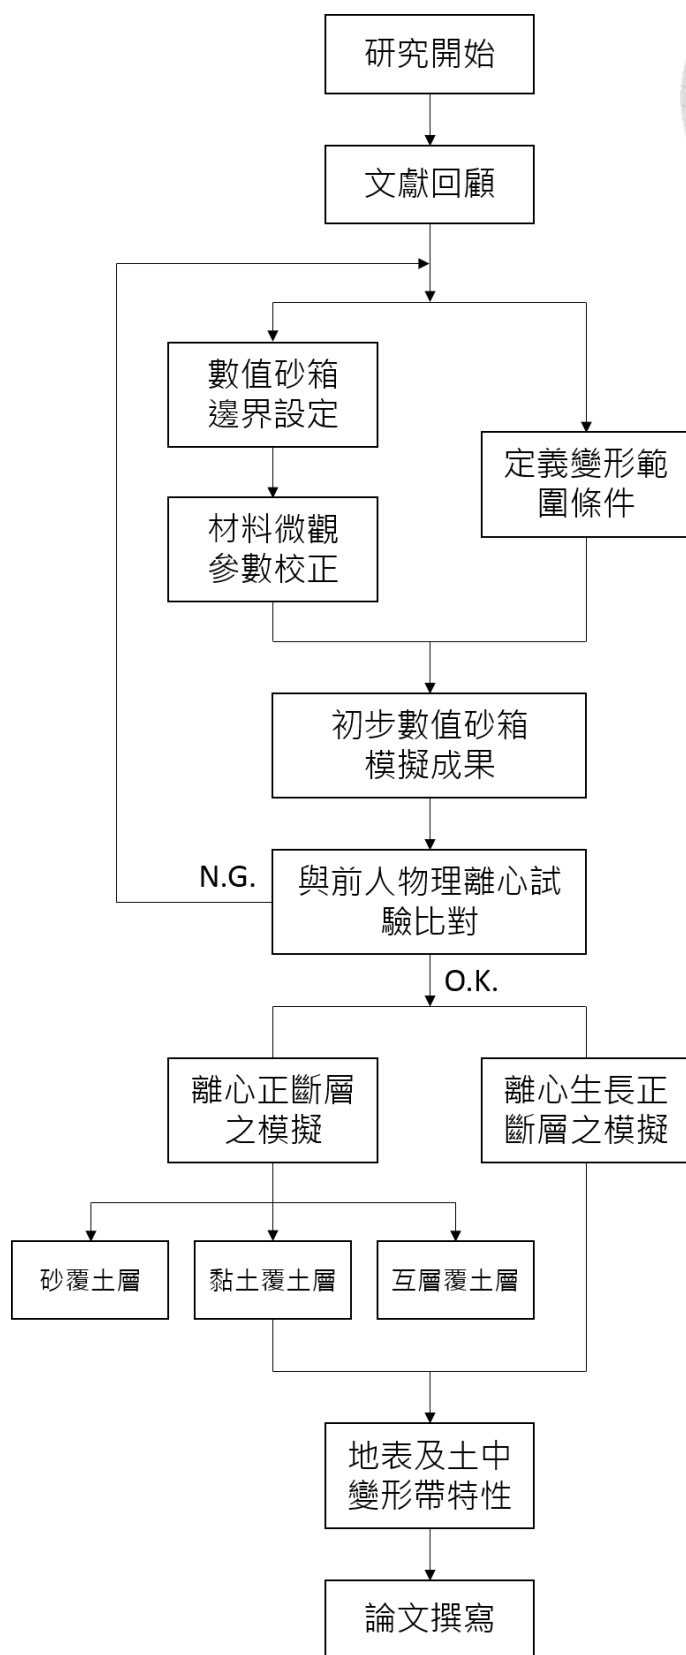 研究開始
文獻回顧
數值砂箱
邊界設定
定義變形範
圍條件
材料微觀
參數校正
初步數值砂箱
模擬成果
N.G.
與前人物理離心試
驗比對
O.K.
離心正斷層
之模擬
離心生長正
斷層之模擬
砂覆土層
黏土覆土層
互層覆土層
地表及土中
變形帶特性
論文撰寫